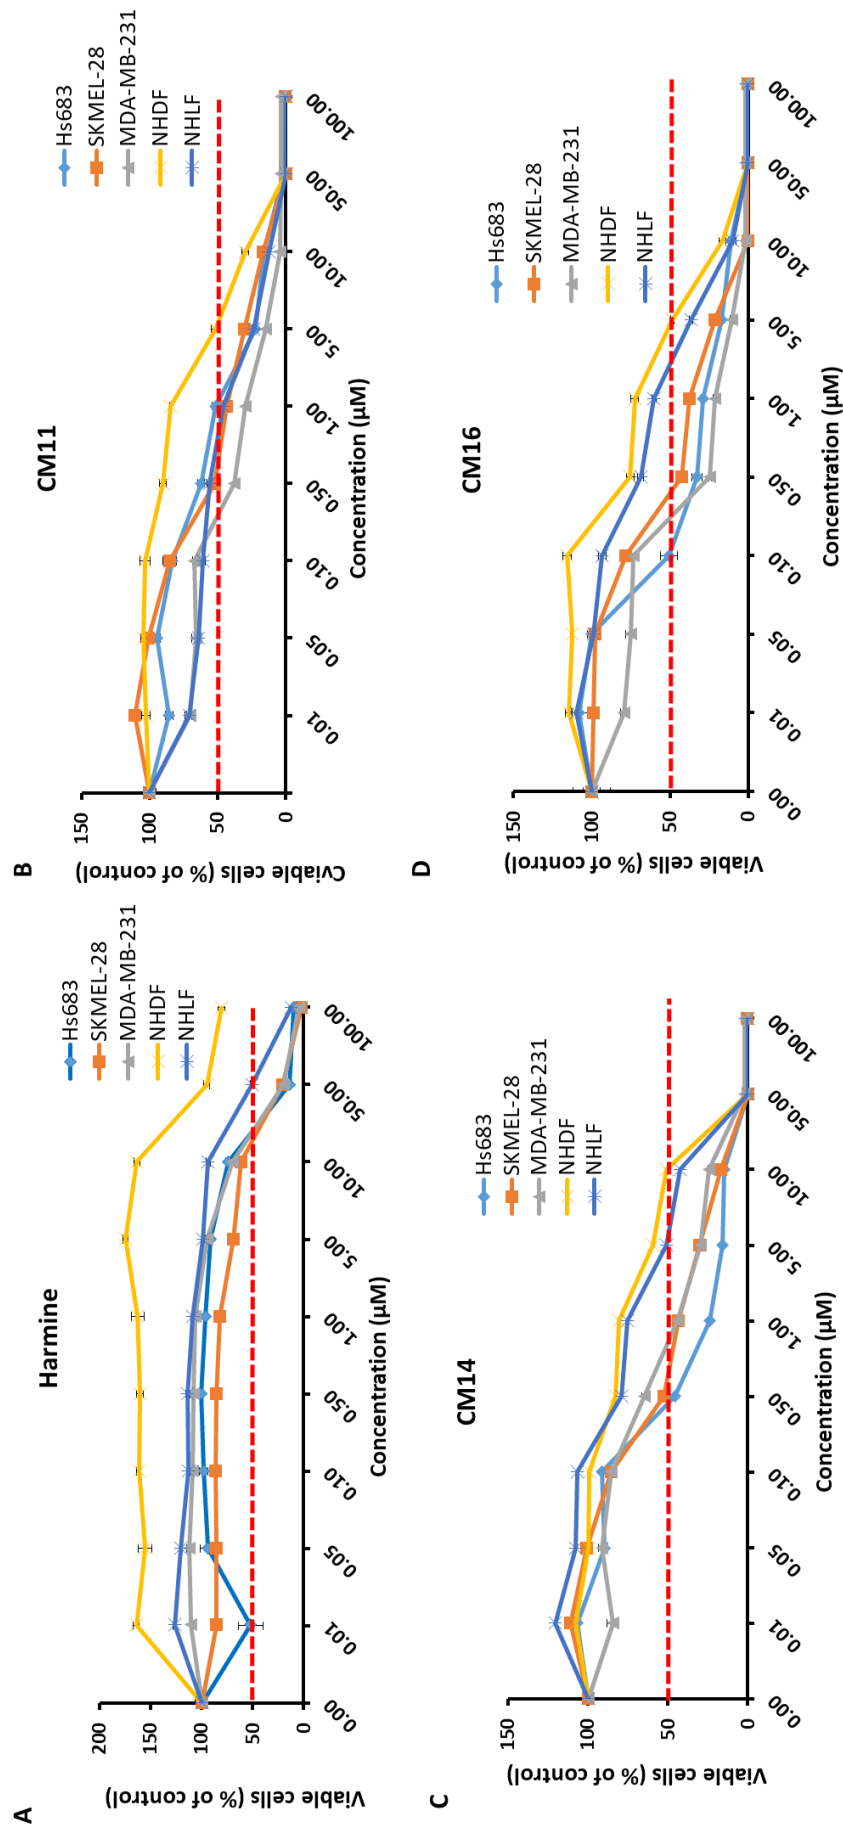 A
Harmine
Viable cells (% of control)
200
150
100
50
0
0.00
0.01
0.05
0.10
0.50
1.00
5.00
10.00
50.00
100.00
Concentration (µM)
Hs683
SKMEL-28
MDA-MB-231
NHDF
NHLF
B
CM11
Cviable cells (% of control)
150
100
50
0
0.01
0.05
0.10
0.50
1.00
5.00
10.00
50.00
100.00
Concentration (µM)
Hs683
SKMEL-28
MDA-MB-231
NHDF
NHLF
C
CM14
Viable cells (% of control)
150
100
50
0
0.00
0.01
0.05
0.10
0.50
1.00
5.00
10.00
50.00
100.00
Concentration (µM)
Hs683
SKMEL-28
MDA-MB-231
NHDF
NHLF
D
CM16
Viable cells (% of control)
150
100
50
0
0.00
0.01
0.05
0.10
0.50
1.00
5.00
10.00
50.00
100.00
Concentration (µM)
Hs683
SKMEL-28
MDA-MB-231
NHDF
NHLF